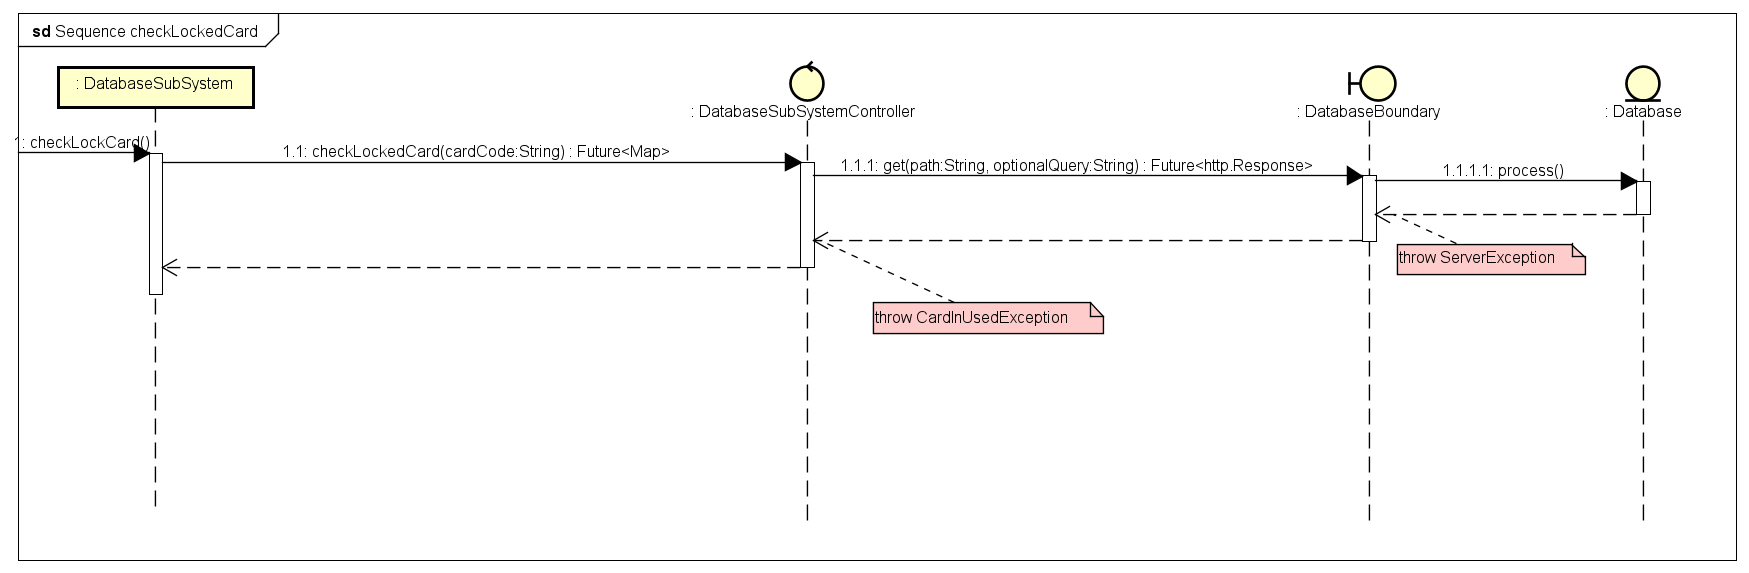 sd Sequence checkLockedCard
: DatabaseSubSystem
: DatabaseSubSystemController
: DatabaseBoundary
: Database
1: checkLockCard()
1.1: checkLockedCard(cardCode:String) : Future<Map>
1.1.1: get(path:String, optionalQuery:String) : Future<http.Response>
1.1.1.1: process()
throw ServerException
throw CardInUsedException